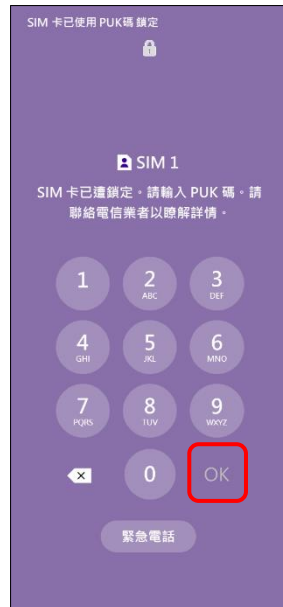 SIM 卡已使用 PUK碼 鎖定
SIM 1
SIM 卡已遭鎖定。請輸入 PUK 碼。請
聯絡電信業者以瞭解詳情。
1 2 3
ABC DEF
4 5 6
GHI JKL MNO
7 8 9
PQRS TUV WXYZ
0 OK
緊急電話